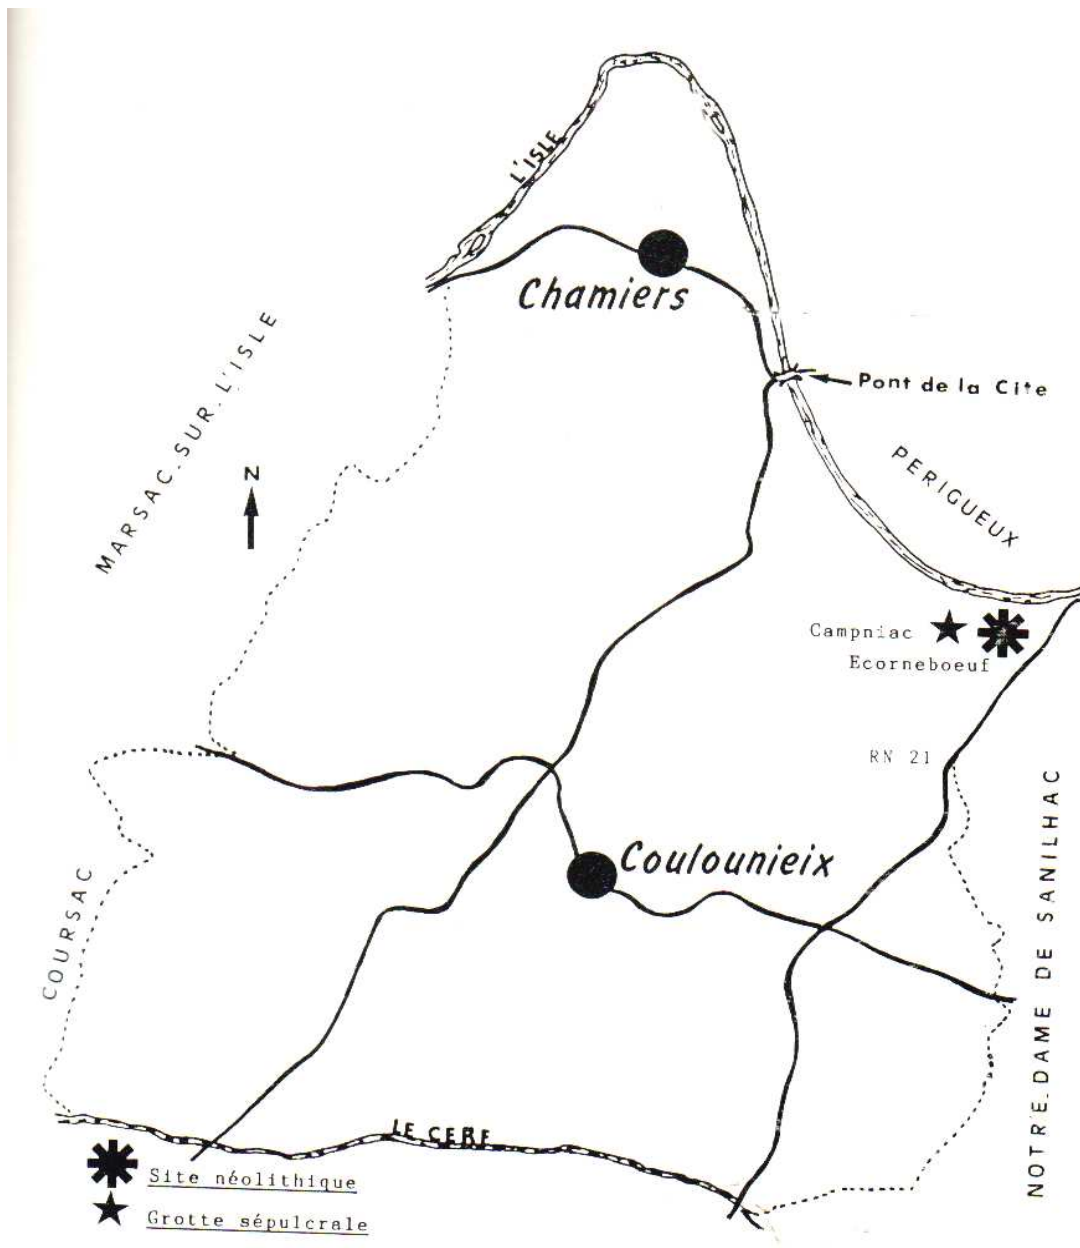 L'ISLE
Chamiers
MARSAC.SUR.L'ISLE
Pont de la Cite
N
PERIGUEUX
Campniac
Ecorneboeuf
RN 21
Coulounieix
COURSAC
NOTRE.DAME DE SANILHAC
LE CERF
Site néolithique
Grotte sépulcrale